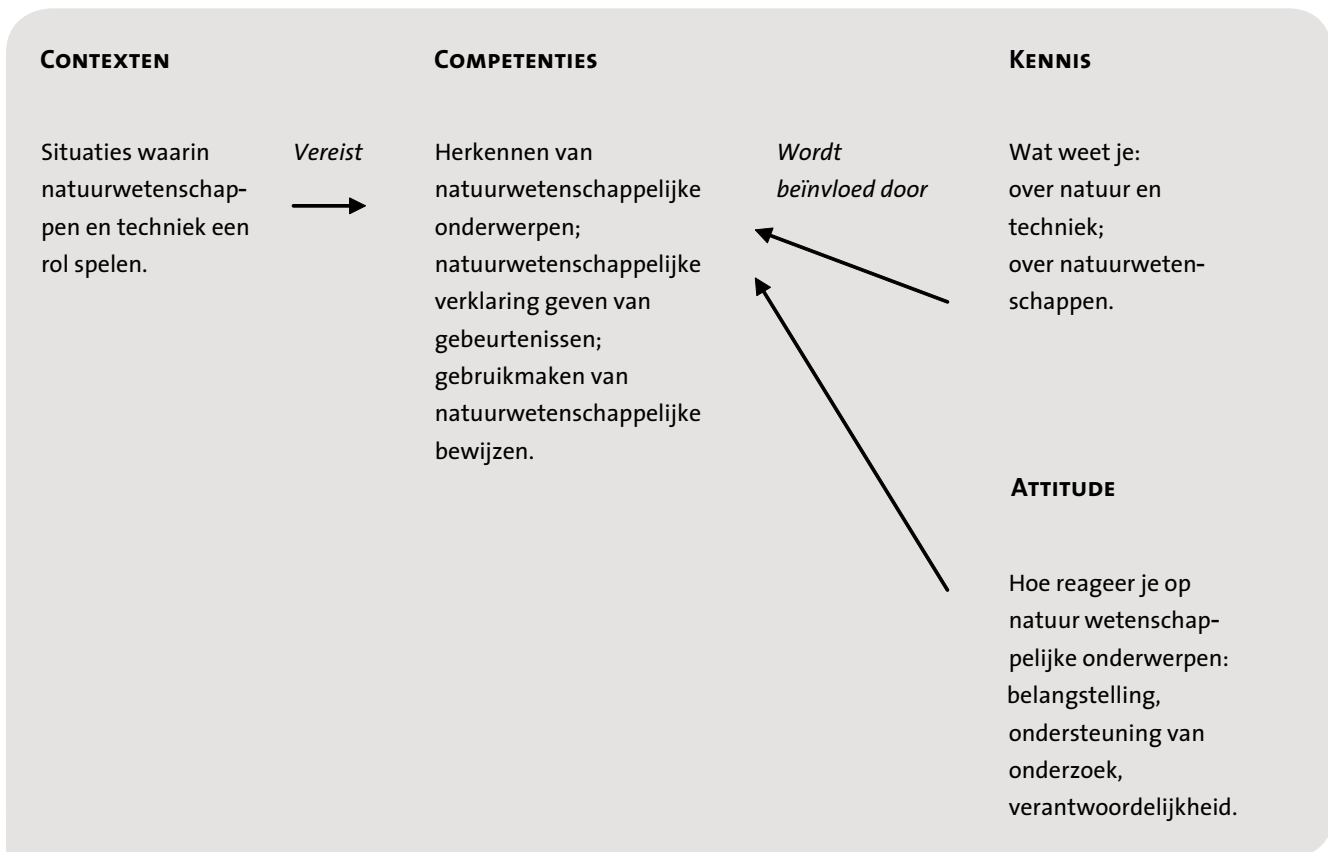 CONTEXTEN
Situaties waarin
natuurwetenschap-
pen en techniek een
rol spelen.
Vereist
COMPETENTIES
Herkennen van
natuurwetenschappelijke
onderwerpen;
natuurwetenschappelijke
verklaring geven van
gebeurtenissen;
gebruikmaken van
natuurwetenschappelijke
bewijzen.
Wordt
beïnvloed door
KENNIS
Wat weet je:
over natuur en
techniek;
over natuurweten-
schappen.
ATTITUDE
Hoe reageer je op
natuur wetenschap-
pelijke onderwerpen:
belangstelling,
ondersteuning van
onderzoek,
verantwoordelijkheid.